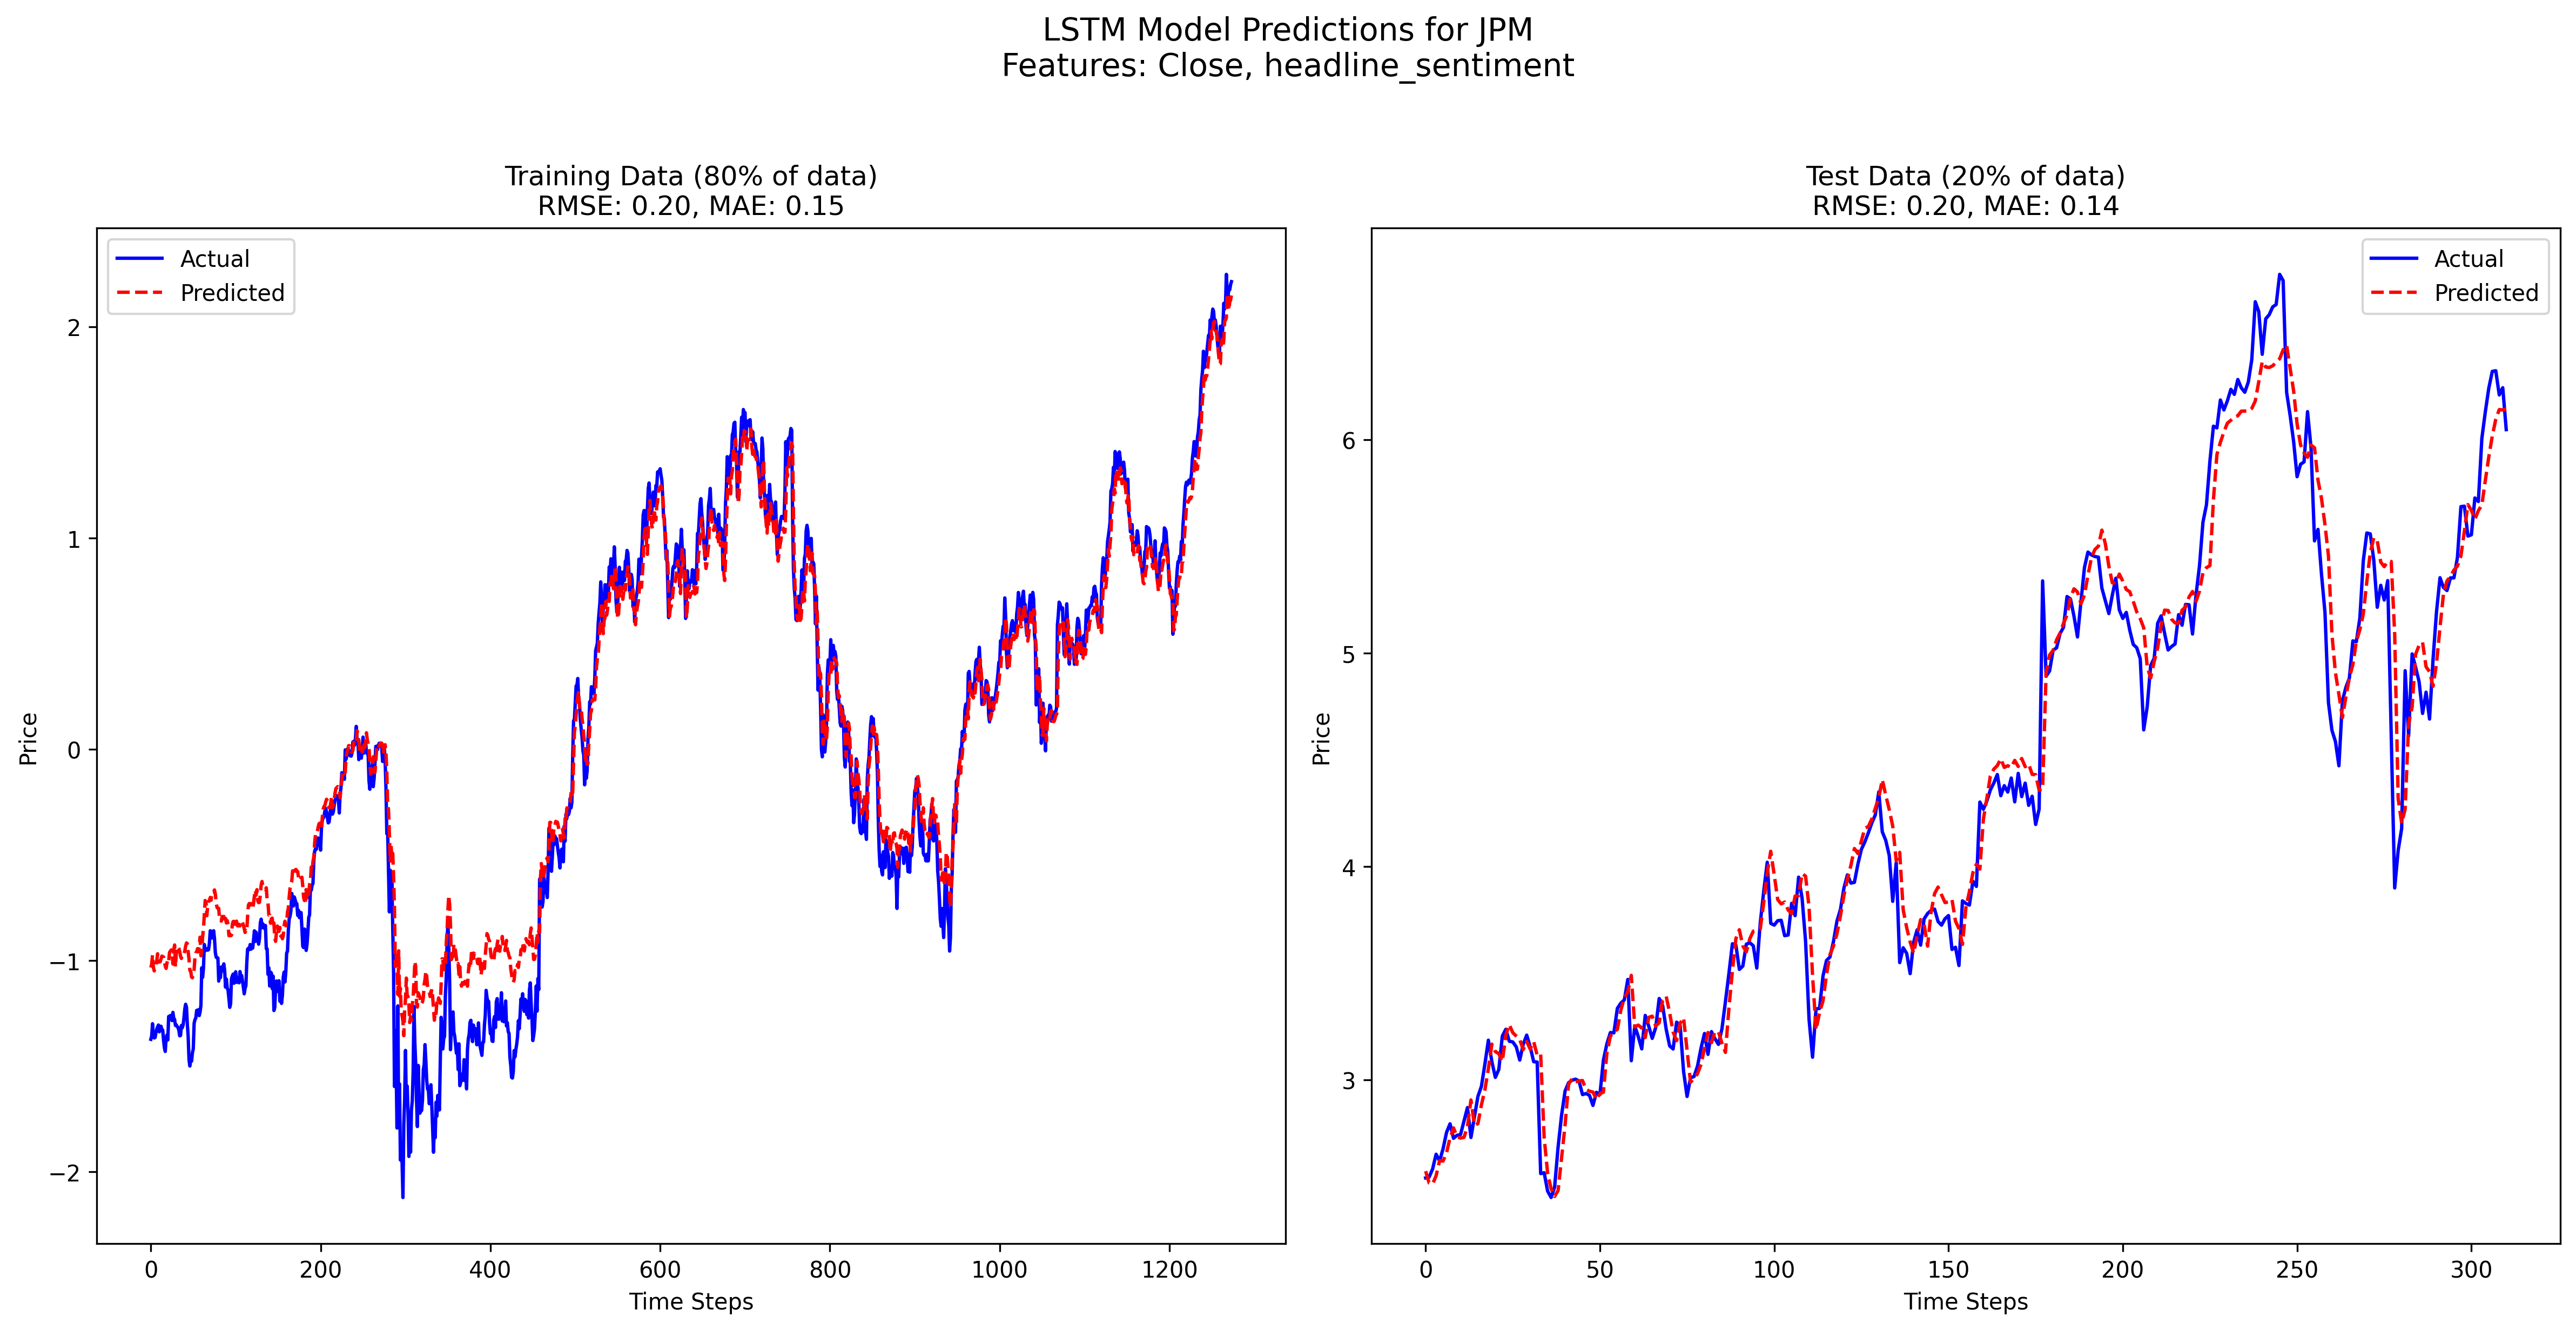 LSTM Model Predictions for JPM
Features: Close, headline_sentiment
Training Data (80% of data)
RMSE: 0.20, MAE: 0.15
Actual
Predicted
2
1
0
−1
−2
Price
0 200 400 600 800 1000 1200
Time Steps
Test Data (20% of data)
RMSE: 0.20, MAE: 0.14
Actual
Predicted
6
5
4
3
Price
0 50 100 150 200 250 300
Time Steps